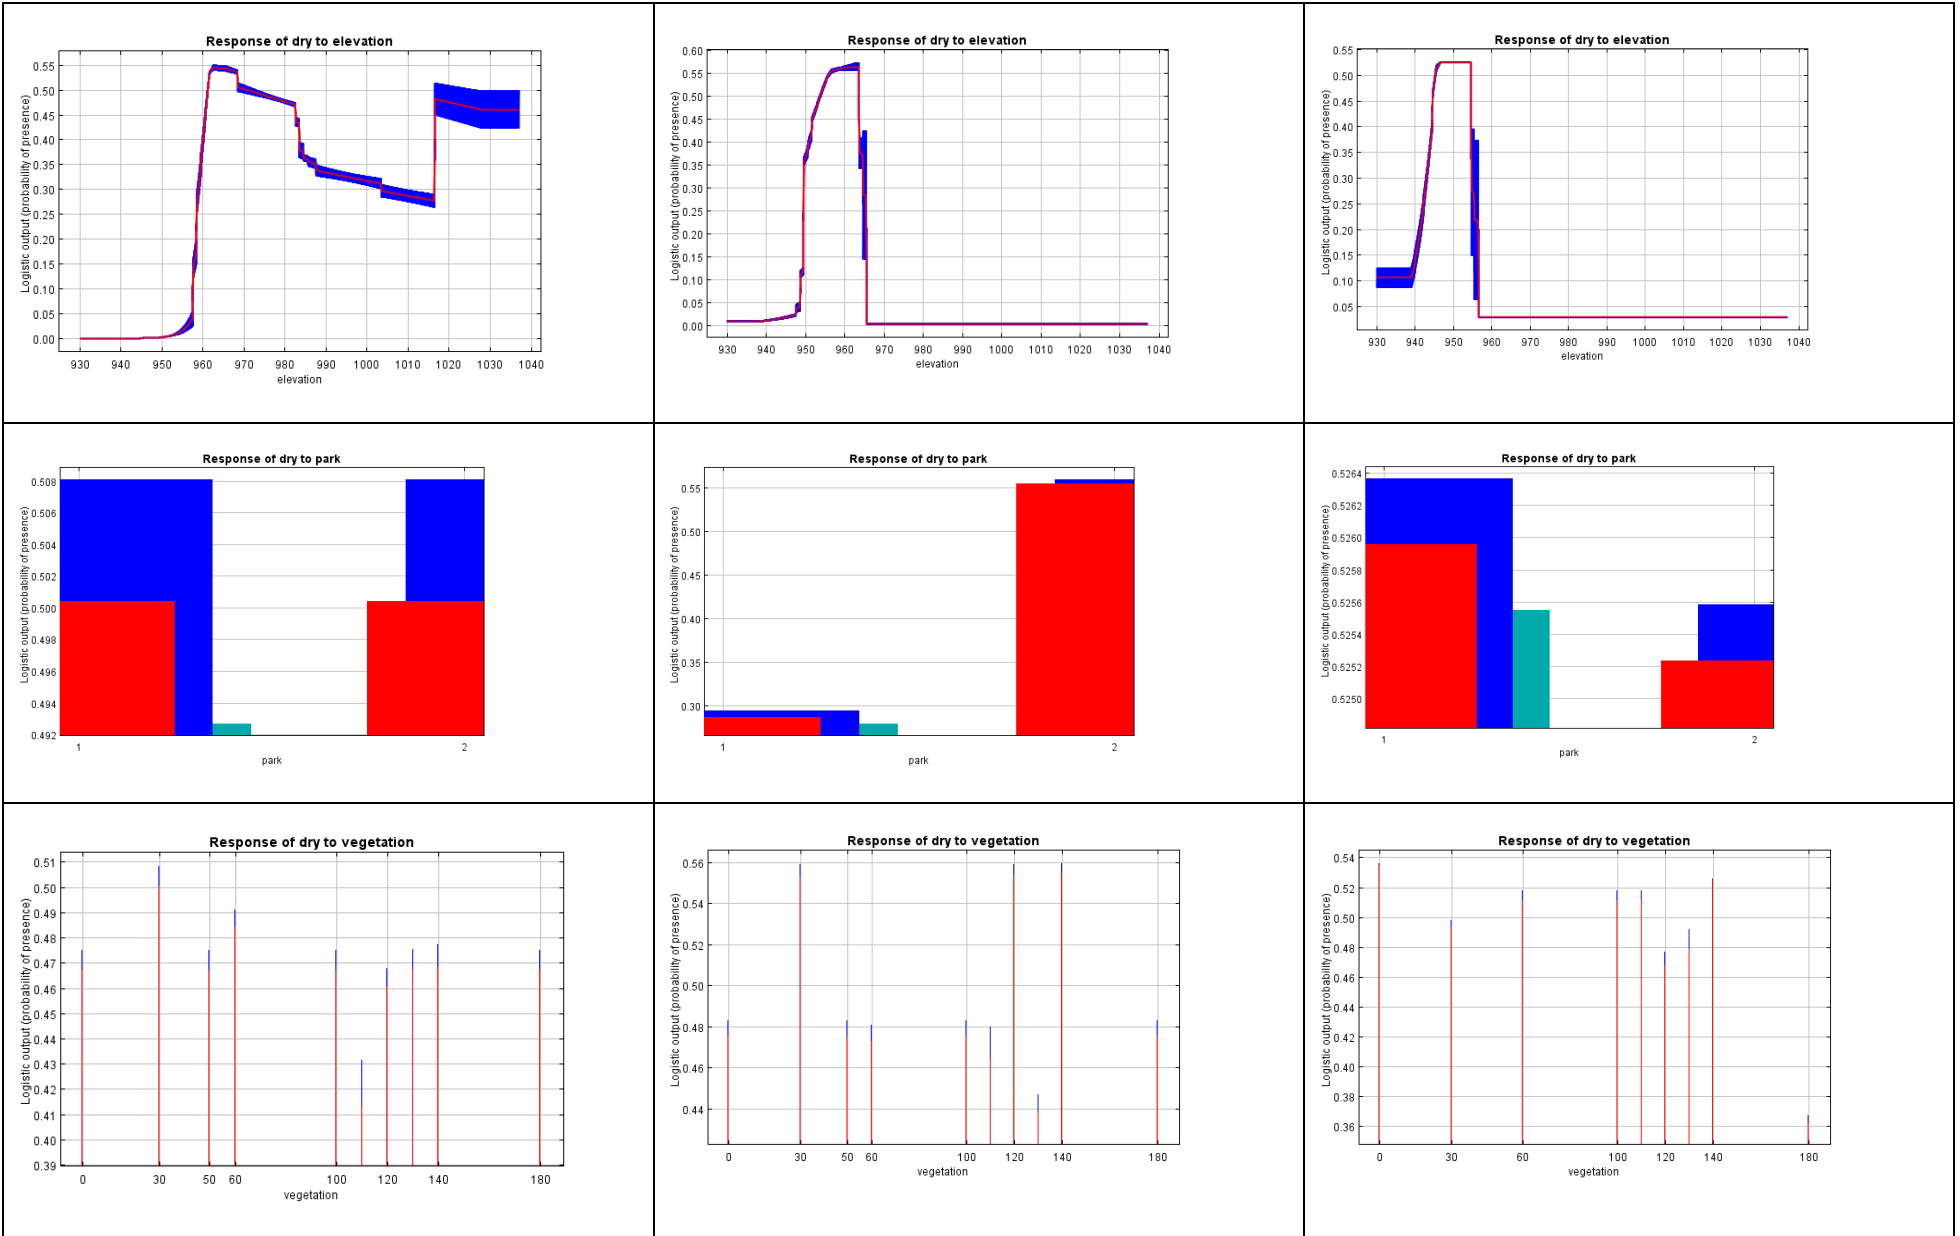 Response of dry to elevation
Logistic output (probability of presence)
0.55
0.50
0.45
0.40
0.35
0.30
0.25
0.20
0.15
0.10
0.05
0.00
930 940 950 960 970 980 990 1000 1010 1020 1030 1040
elevation
Response of dry to elevation
Logistic output (probability of presence)
0.60
0.55
0.50
0.45
0.40
0.35
0.30
0.25
0.20
0.15
0.10
0.05
0.00
930 940 950 960 970 980 990 1000 1010 1020 1030 1040
elevation
Response of dry to elevation
Logistic output (probability of presence)
0.55
0.50
0.45
0.40
0.35
0.30
0.25
0.20
0.15
0.10
0.05
930 940 950 960 970 980 990 1000 1010 1020 1030 1040
elevation
Response of dry to park
Logistic output (probability of presence)
0.508
0.506
0.504
0.502
0.500
0.498
0.496
0.494
0.492
1 2
park
Response of dry to park
Logistic output (probability of presence)
0.55
0.50
0.45
0.40
0.35
0.30
1 2
park
Response of dry to park
Logistic output (probability of presence)
0.5264
0.5262
0.5260
0.5258
0.5256
0.5254
0.5252
0.5250
1 2
park
Response of dry to vegetation
Logistic output (probability of presence)
0.51
0.50
0.49
0.48
0.47
0.46
0.45
0.44
0.43
0.42
0.41
0.40
0.39
0 30 50 60 100 120 140 180
vegetation
Response of dry to vegetation
Logistic output (probability of presence)
0.56
0.54
0.52
0.50
0.48
0.46
0.44
0 30 50 60 100 120 140 180
vegetation
Response of dry to vegetation
Logistic output (probability of presence)
0.54
0.52
0.50
0.48
0.46
0.44
0.42
0.40
0.38
0.36
0 30 60 100 120 140 180
vegetation